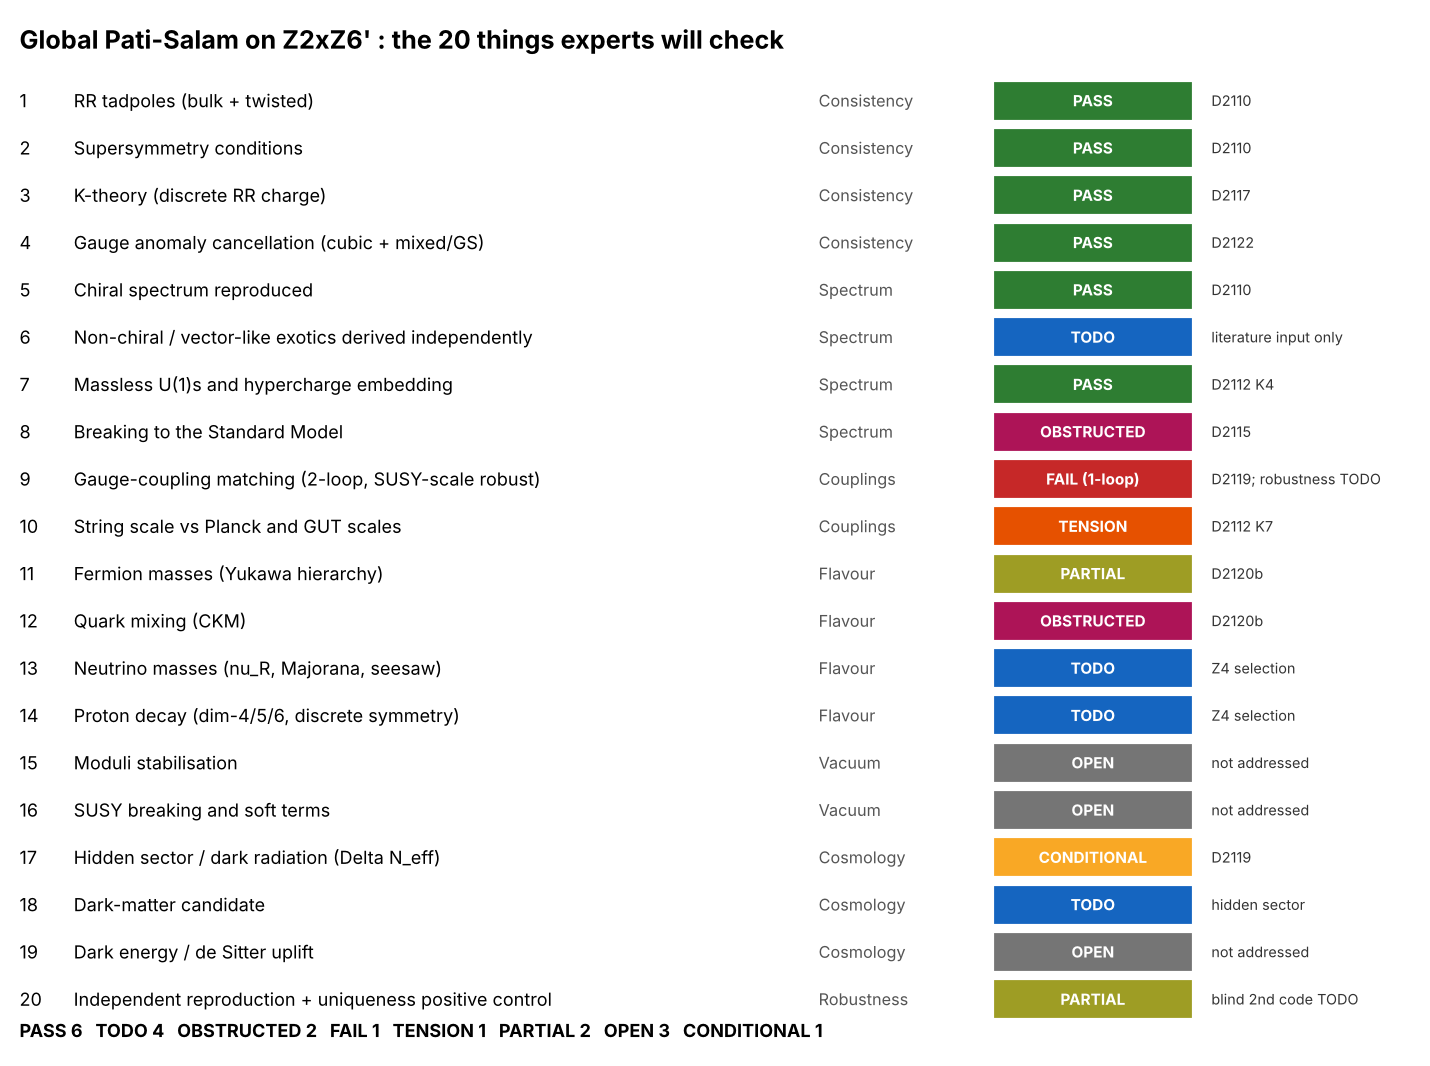 Global Pati-Salam on Z2xZ6' : the 20 things experts will check
1 RR tadpoles (bulk + twisted) Consistency PASS D2110
2 Supersymmetry conditions Consistency PASS D2110
3 K-theory (discrete RR charge) Consistency PASS D2117
4 Gauge anomaly cancellation (cubic + mixed/GS) Consistency PASS D2122
5 Chiral spectrum reproduced Spectrum PASS D2110
6 Non-chiral / vector-like exotics derived independently Spectrum TODO literature input only
7 Massless U(1)s and hypercharge embedding Spectrum PASS D2112 K4
8 Breaking to the Standard Model Spectrum OBSTRUCTED D2115
9 Gauge-coupling matching (2-loop, SUSY-scale robust) Couplings FAIL (1-loop) D2119; robustness TODO
10 String scale vs Planck and GUT scales Couplings TENSION D2112 K7
11 Fermion masses (Yukawa hierarchy) Flavour PARTIAL D2120b
12 Quark mixing (CKM) Flavour OBSTRUCTED D2120b
13 Neutrino masses (nu_R, Majorana, seesaw) Flavour TODO Z4 selection
14 Proton decay (dim-4/5/6, discrete symmetry) Flavour TODO Z4 selection
15 Moduli stabilisation Vacuum OPEN not addressed
16 SUSY breaking and soft terms Vacuum OPEN not addressed
17 Hidden sector / dark radiation (Delta N_eff) Cosmology CONDITIONAL D2119
18 Dark-matter candidate Cosmology TODO hidden sector
19 Dark energy / de Sitter uplift Cosmology OPEN not addressed
20 Independent reproduction + uniqueness positive control Robustness PARTIAL blind 2nd code TODO
PASS 6 TODO 4 OBSTRUCTED 2 FAIL 1 TENSION 1 PARTIAL 2 OPEN 3 CONDITIONAL 1